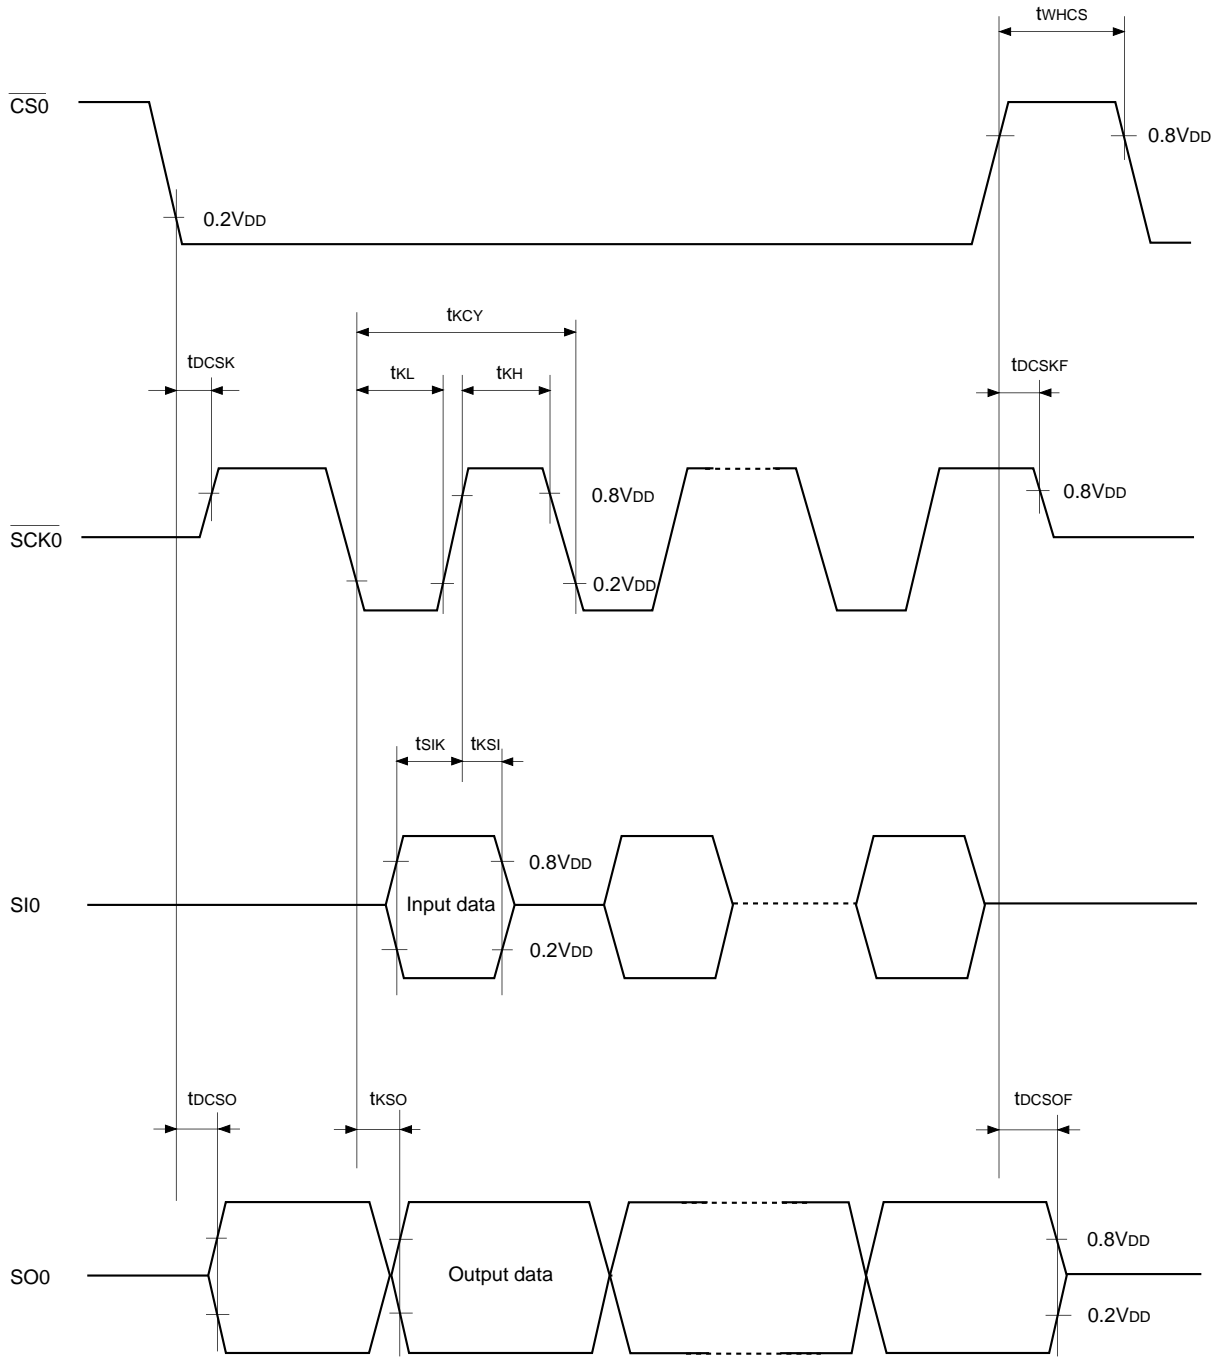 tWHCS
CS0
0.8VDD
0.2VDD
tKCY
tDCSK
tKL
tKH
tDCSKF
0.8VDD
0.8VDD
SCK0
0.2VDD
tSIK
tKSI
0.8VDD
SI0
Input data
0.2VDD
tDCSO
tKSO
tDCSOF
0.8VDD
SO0
Output data
0.2VDD